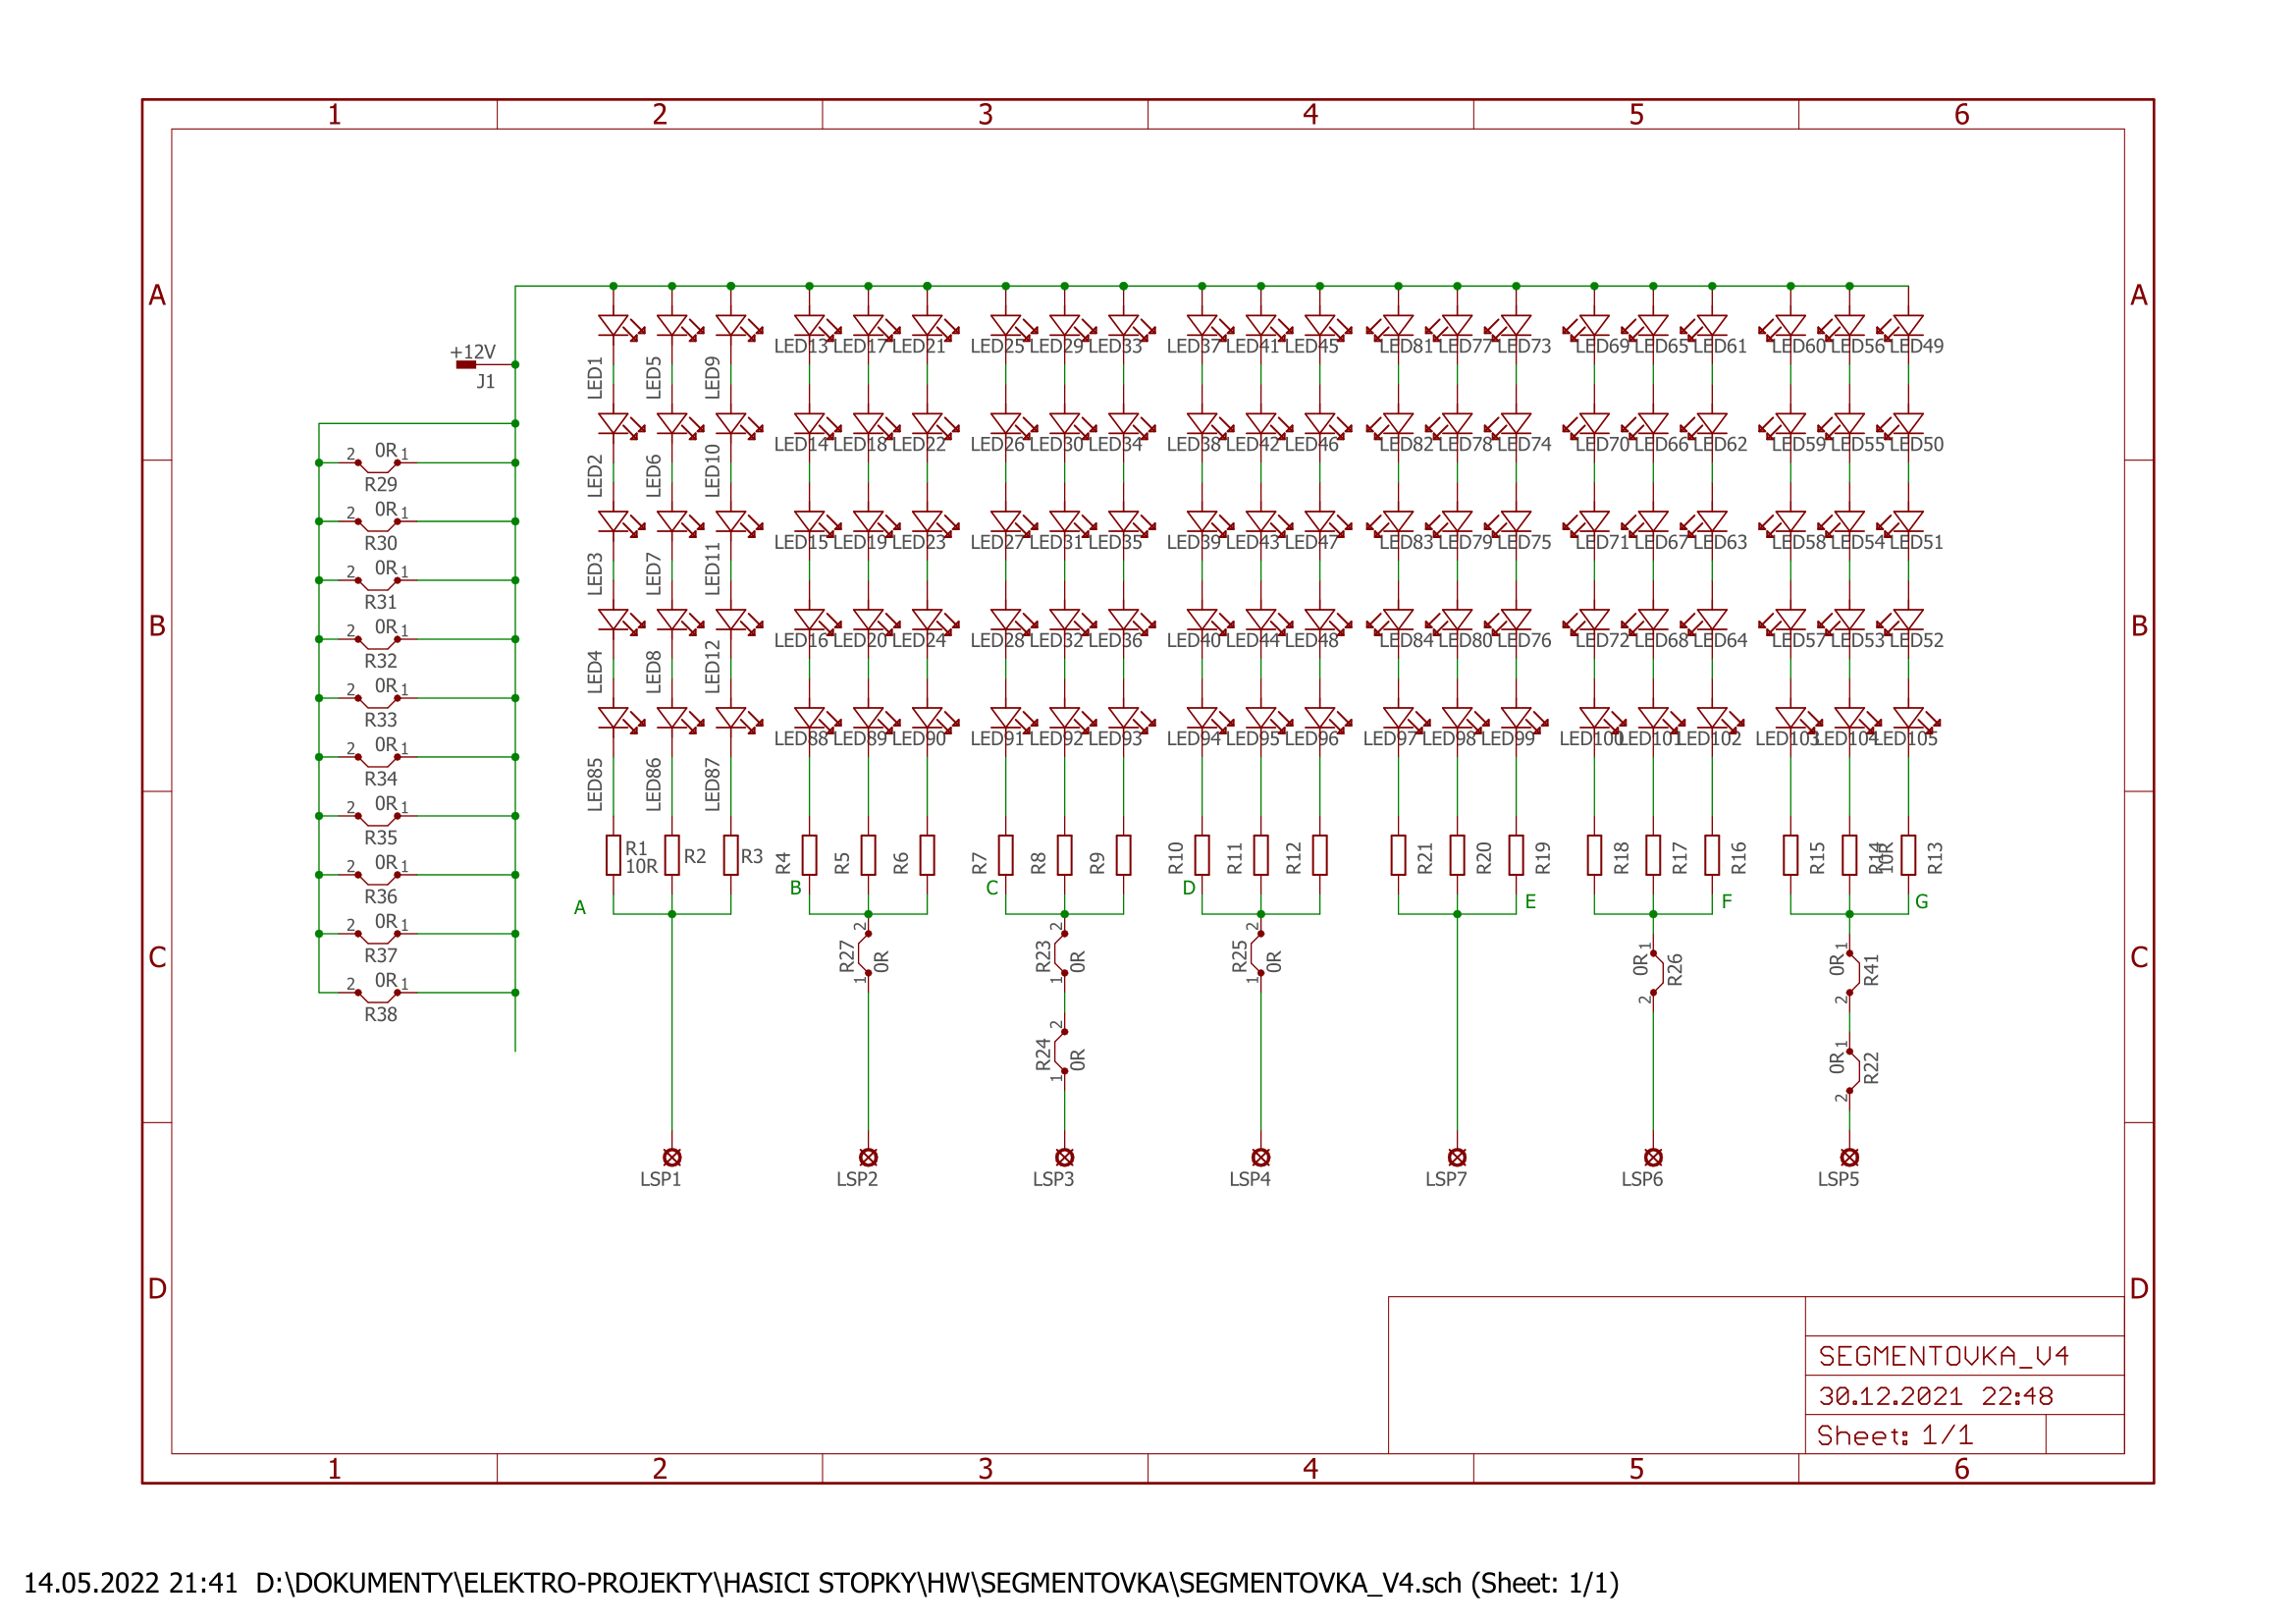 1 2 3 4 5 6
A A
+12V
J1
LED1 LED5 LED9 LED13 LED17 LED21 LED25 LED29 LED33 LED37 LED41 LED45 LED81 LED77 LED73 LED69 LED65 LED61 LED60 LED56 LED49
LED2 LED6 LED10 LED14 LED18 LED22 LED26 LED30 LED34 LED38 LED42 LED46 LED82 LED78 LED74 LED70 LED66 LED62 LED59 LED55 LED50
LED3 LED7 LED11 LED15 LED19 LED23 LED27 LED31 LED35 LED39 LED43 LED47 LED83 LED79 LED75 LED71 LED67 LED63 LED58 LED54 LED51
LED4 LED8 LED12 LED16 LED20 LED24 LED28 LED32 LED36 LED40 LED44 LED48 LED84 LED80 LED76 LED72 LED68 LED64 LED57 LED53 LED52
LED85 LED86 LED87 LED88 LED89 LED90 LED91 LED92 LED93 LED94 LED95 LED96 LED97 LED98 LED99 LED100 LED101 LED102 LED103 LED104 LED105
2 0R 1
R29
2 0R 1
R30
2 0R 1
R31
B B
2 0R 1
R32
2 0R 1
R33
2 0R 1
R34
2 0R 1
R35
2 0R 1
R36
2 0R 1
R37
2 0R 1
R38
R1 R2 R3 R4 R5 R6 R7 R8 R9 R10 R11 R12 R21 R20 R19 R18 R17 R16 R15 R14 R13
10R 10R
A B C D E F G
C C
R27 2 1 0R
R23 2 1 0R
R25 2 1 0R
0R 1 2 R26
0R 1 2 R41
R24 2 1 0R
0R 1 2 R22
LSP1 LSP2 LSP3 LSP4 LSP7 LSP6 LSP5
D D
SEGMENTOVKA_V4
30.12.2021 22:48
Sheet: 1/1
1 2 3 4 5 6
14.05.2022 21:41 D:\DOKUMENTY\ELEKTRO-PROJEKTY\HASICI STOPKY\HW\SEGMENTOVKA\SEGMENTOVKA_V4.sch (Sheet: 1/1)